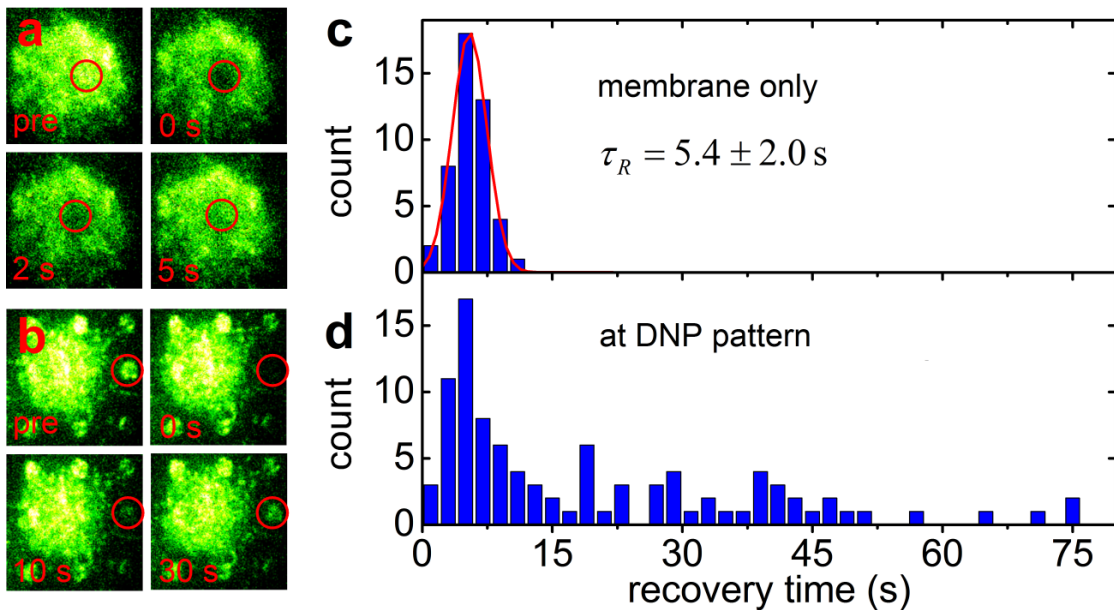 a
pre
0 s
2 s
5 s
b
pre
0 s
10 s
30 s
c
15
10
5
0
count
membrane only
τ_R = 5.4 ± 2.0 s
d
15
10
5
0
count
at DNP pattern
0 15 30 45 60 75
recovery time (s)